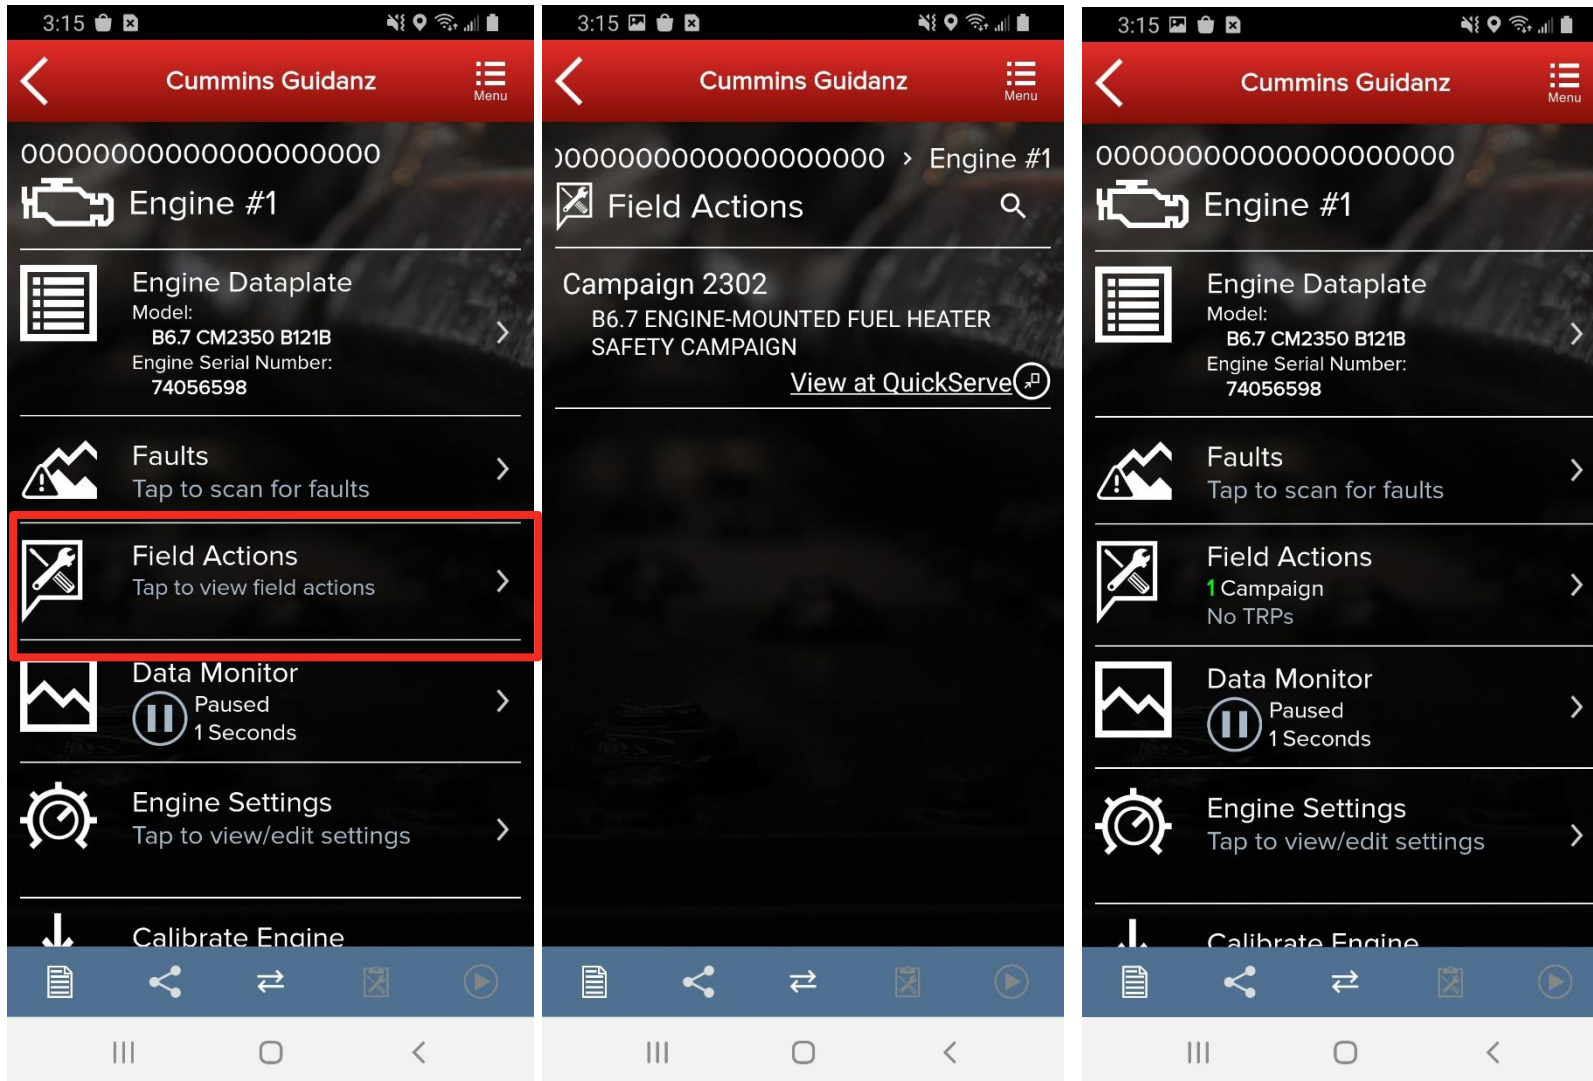 3:15
Cummins Guidanz
Menu
00000000000000000000
Engine #1
Engine Dataplate
Model:
B6.7 CM2350 B121B
Engine Serial Number:
74056598
Faults
Tap to scan for faults
Field Actions
Tap to view field actions
Data Monitor
Paused
1 Seconds
Engine Settings
Tap to view/edit settings
Calibrate Engine
3:15
Cummins Guidanz
Menu
0000000000000000000 > Engine #1
Field Actions
Campaign 2302
B6.7 ENGINE-MOUNTED FUEL HEATER
SAFETY CAMPAIGN
View at QuickServe
3:15
Cummins Guidanz
Menu
00000000000000000000
Engine #1
Engine Dataplate
Model:
B6.7 CM2350 B121B
Engine Serial Number:
74056598
Faults
Tap to scan for faults
Field Actions
1 Campaign
No TRPs
Data Monitor
Paused
1 Seconds
Engine Settings
Tap to view/edit settings
Calibrate Engine